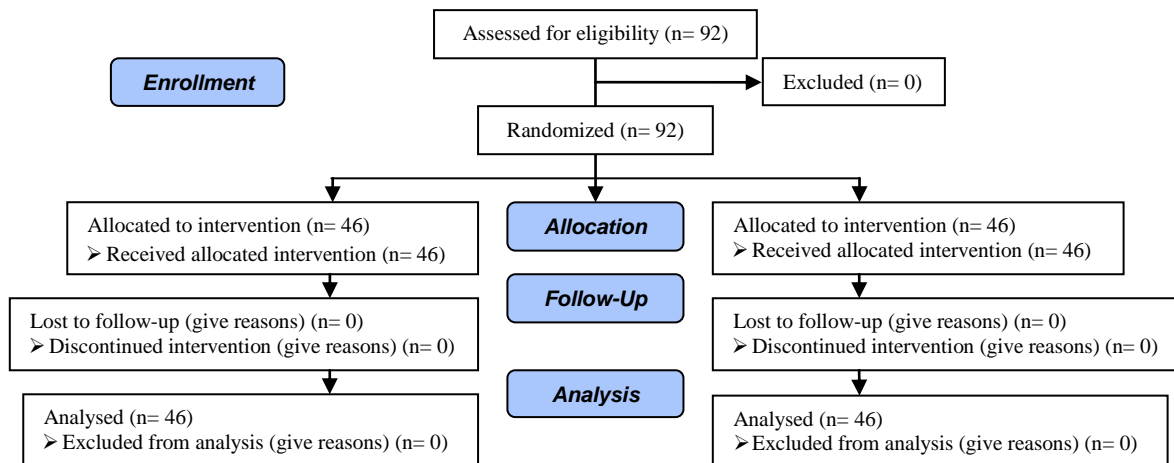 Assessed for eligibility (n= 92)
Enrollment
Excluded (n= 0)
Randomized (n= 92)
Allocated to intervention (n= 46)
➢ Received allocated intervention (n= 46)
Allocation
Allocated to intervention (n= 46)
➢ Received allocated intervention (n= 46)
Follow-Up
Lost to follow-up (give reasons) (n= 0)
➢ Discontinued intervention (give reasons) (n= 0)
Lost to follow-up (give reasons) (n= 0)
➢ Discontinued intervention (give reasons) (n= 0)
Analysis
Analysed (n= 46)
➢ Excluded from analysis (give reasons) (n= 0)
Analysed (n= 46)
➢ Excluded from analysis (give reasons) (n= 0)